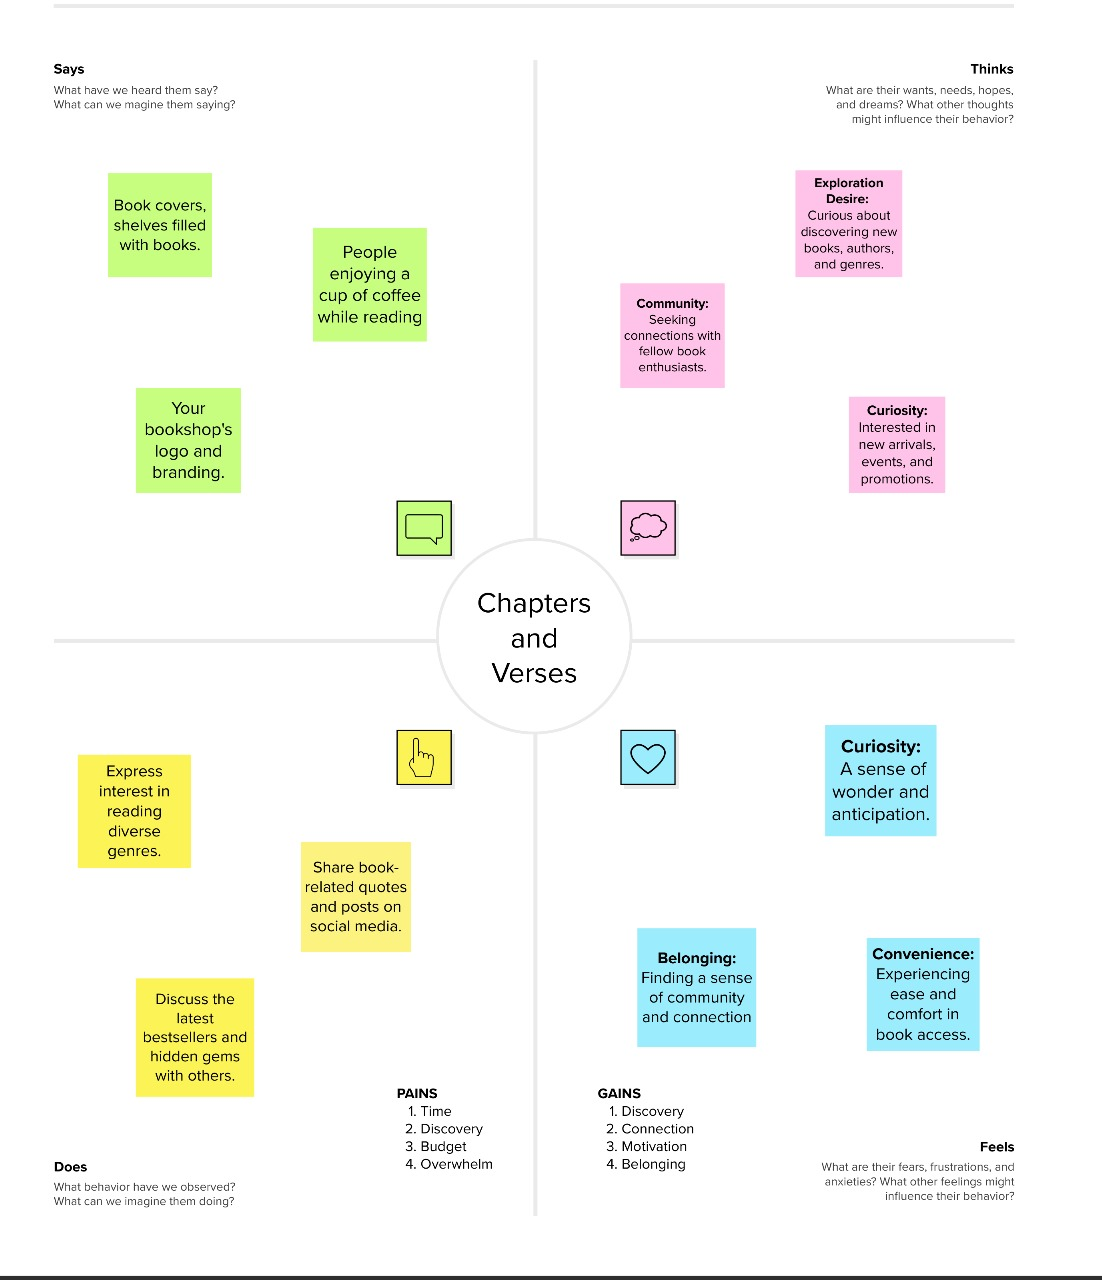 Says
What have we heard them say?
What can we magine them saying?
Book covers,
shelves filled
with books.
People
enjoying a
cup of coffee
while reading
Your
bookshop's
logo and
branding.
Thinks
What are their wants, needs, hopes,
and dreams? What other thoughts
might influence their behavior?
Exploration
Desire:
Curious about
discovering new
books, authors,
and genres.
Community:
Seeking
connections with
fellow book
enthusiasts.
Curiosity:
Interested in
new arrivals,
events, and
promotions.
Chapters
and
Verses
Express
interest in
reading
diverse
genres.
Share book-
related quotes
and posts on
social media.
Discuss the
latest
bestsellers and
hidden gems
with others.
PAINS
1. Time
2. Discovery
3. Budget
4. Overwhelm
Does
What behavior have we observed?
What can we imagine them doing?
Curiosity:
A sense of
wonder and
anticipation.
Belonging:
Finding a sense
of community
and connection
Convenience:
Experiencing
ease and
comfort in
book access.
GAINS
1. Discovery
2. Connection
3. Motivation
4. Belonging
Feels
What are their fears, frustrations, and
anxieties? What other feelings might
influence their behavior?